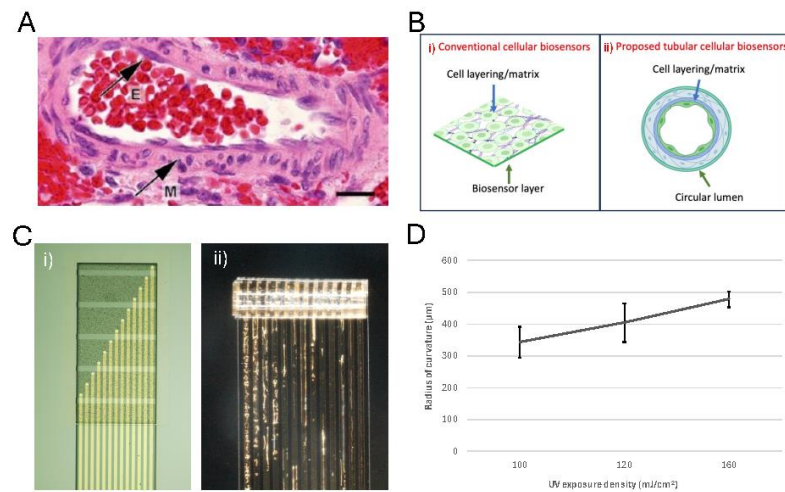 A
E
M
B
i) Conventional cellular biosensors
Cell layering/matrix
Biosensor layer
ii) Proposed tubular cellular biosensors
Cell layering/matrix
Circular lumen
C
i)
ii)
D
600
500
400
300
200
100
0
Radius of curvature (µm)
100
120
160
UV exposure density (mJ/cm²)